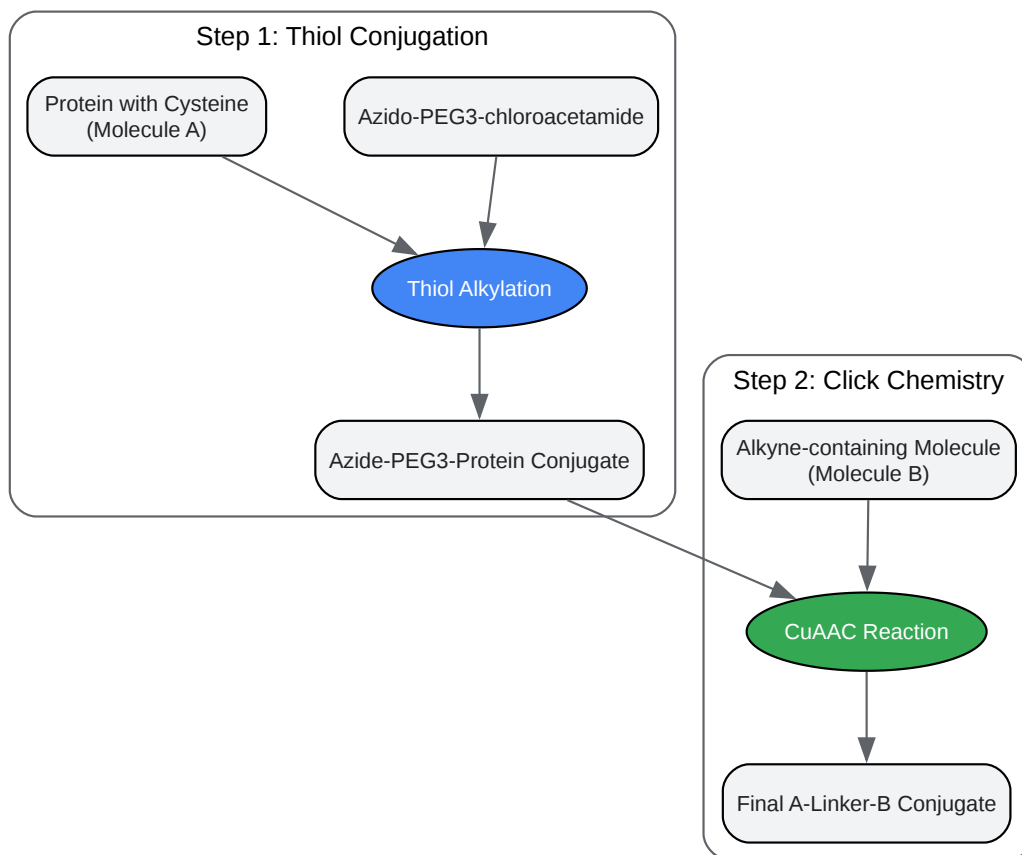 Step 1: Thiol Conjugation
Protein with Cysteine
(Molecule A)
Azido-PEG3-chloroacetamide
Thiol Alkylation
Azide-PEG3-Protein Conjugate
Step 2: Click Chemistry
Alkyne-containing Molecule
(Molecule B)
CuAAC Reaction
Final A-Linker-B Conjugate